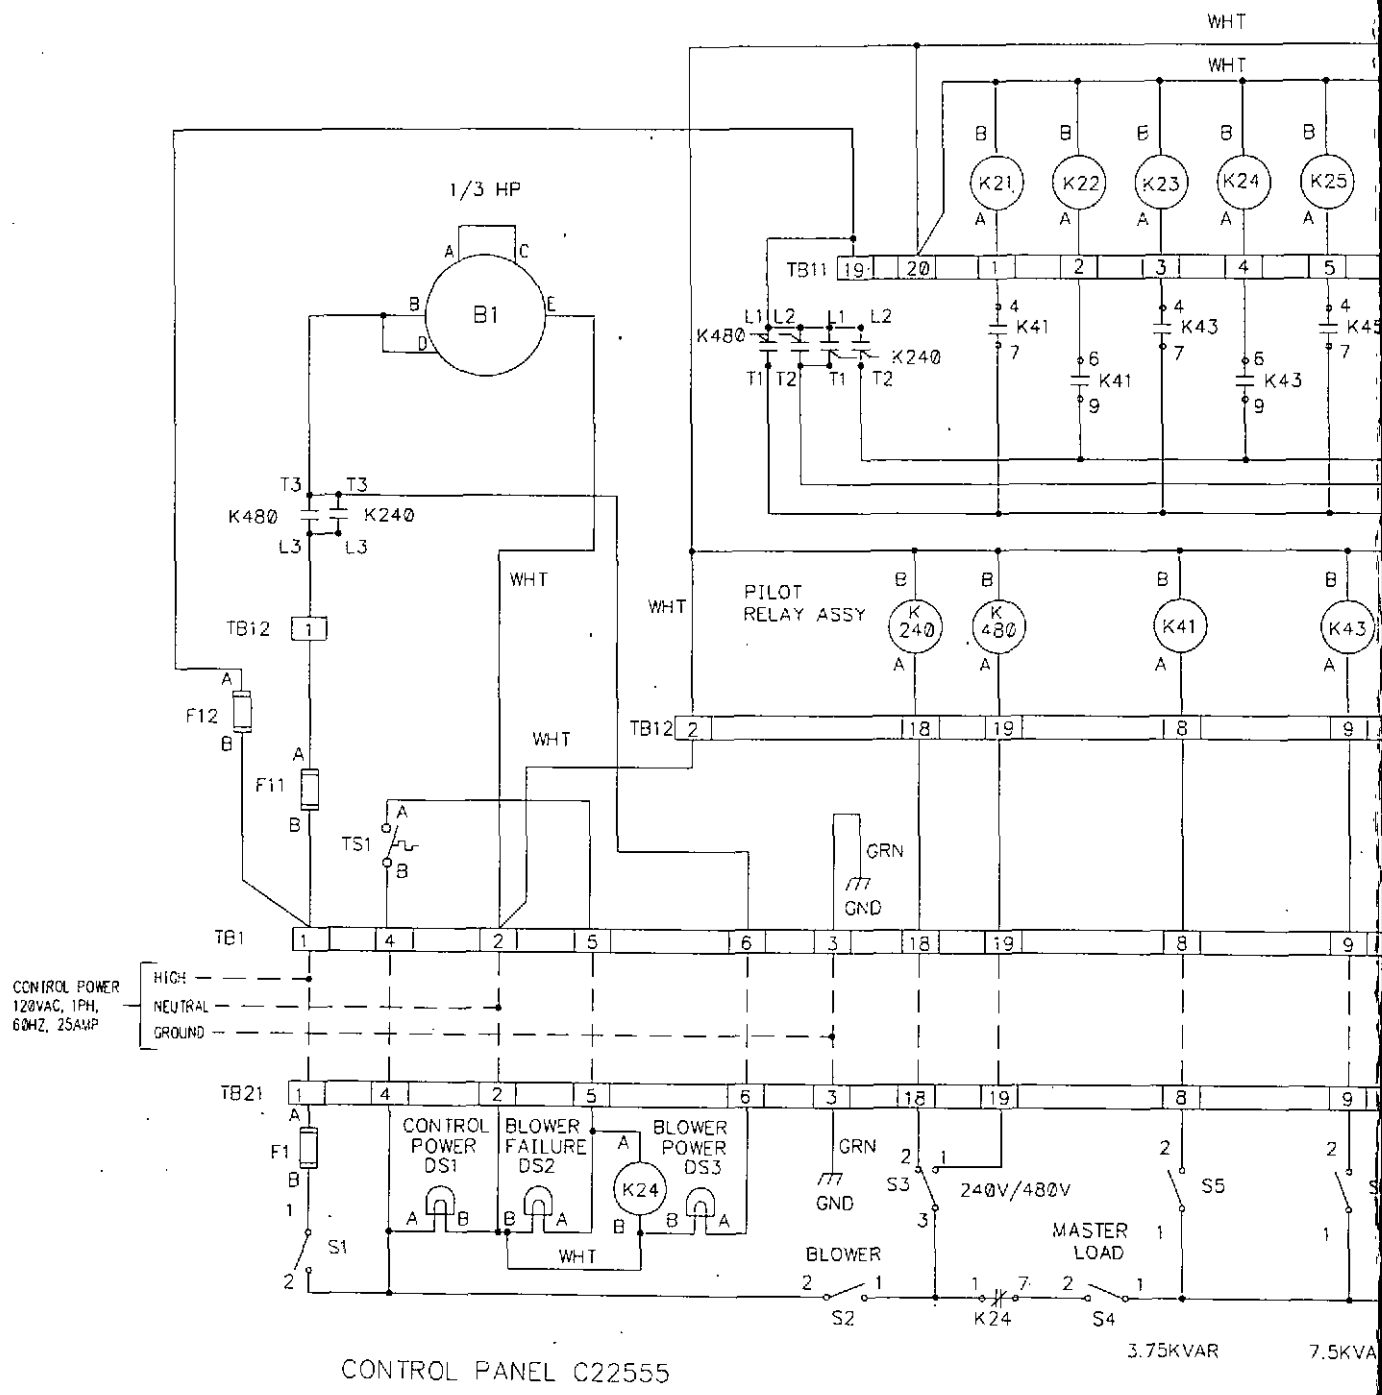 WHT
WHT
B B B B B
K21 K22 K23 K24 K25
A A A A A
1/3 HP
A C
B B1 E
D
TB11 19 20 1 2 3 4 5
L1 L2 L1 L2
K480
K240
T1 T2 T1 T2
4 K41 7
6 K41 9
4 K43 7
6 K43 9
4 K45 7
T3 T3
K480 K240
L3 L3
WHT
WHT
PILOT
RELAY ASSY
B B B B
K 240
K 480
K41
K43
A A A A
TB12 1
A
F12
B
TB12 2 18 19 8 9
WHT
A
F11
B
A
TS1
B
GRN
GND
TB1 1 4 2 5 6 3 18 19 8 9
CONTROL POWER
120VAC, 1PH,
60HZ, 25AMP
HIGH
NEUTRAL
GROUND
TB21 1 4 2 5 6 3 18 19 8 9
A
F1
B
CONTROL
POWER
DS1
A B
BLOWER
FAILURE
DS2
B A
A
K24
B
BLOWER
POWER
DS3
B A
WHT
GRN
GND
2 1
S3
3
240V/480V
2
S5
1
2
S
1
1
S1
2
BLOWER
2 1
S2
1 7
K24
MASTER
LOAD
2 1
S4
3.75KVAR
7.5KVA
CONTROL PANEL C22555